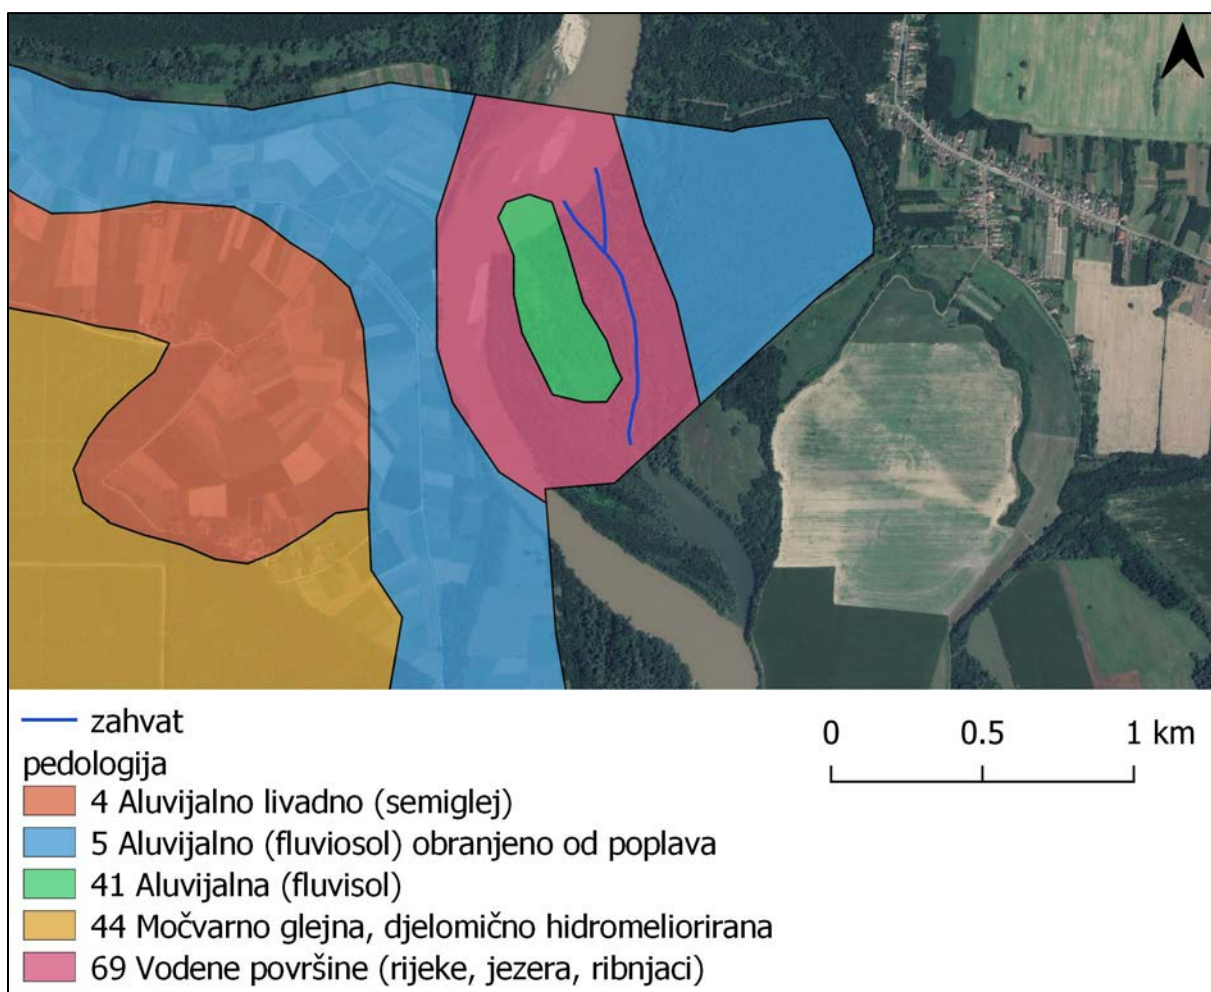 zahvat
0 0.5 1 km
pedologija
4 Aluvijalno livadno (semiglej)
5 Aluvijalno (fluviosol) obranjeno od poplava
41 Aluvijalna (fluvisol)
44 Močvarno glejna, djelomično hidromeliorirana
69 Vodene površine (rijeke, jezera, ribnjaci)